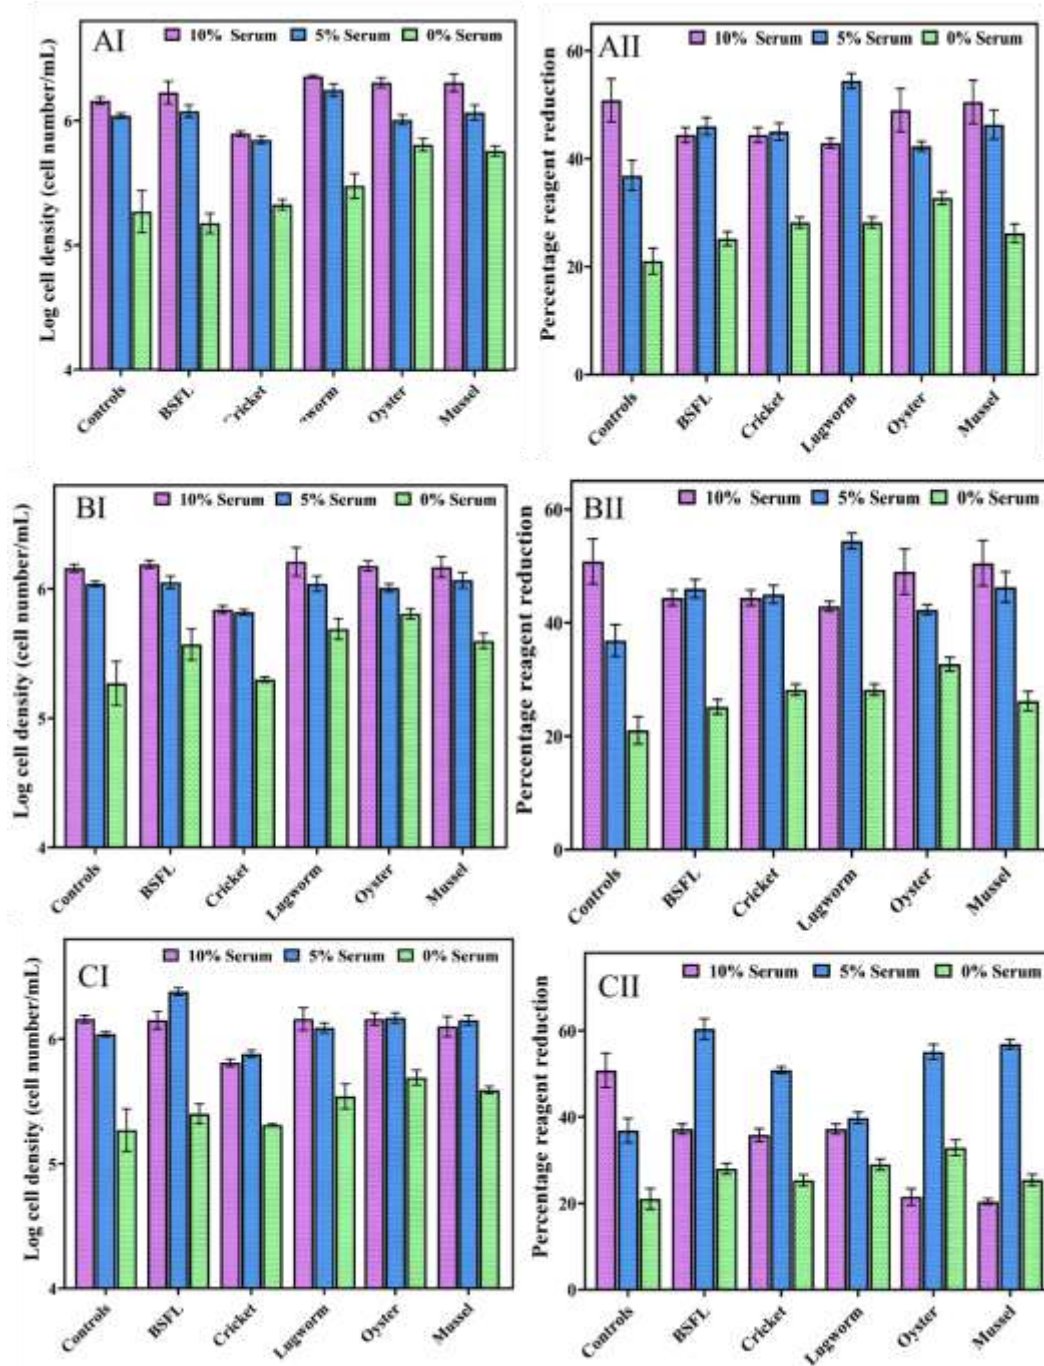 AI
10% Serum 5% Serum 0% Serum
Log cell density (cell number/mL)
6
5
4
Controls
BSFL
Oyster
Mussel
AII
10% Serum 5% Serum 0% Serum
Percentage reagent reduction
60
40
20
0
Controls
BSFL
Cricket
Lugworm
Oyster
Mussel
BI
10% Serum 5% Serum 0% Serum
Log cell density (cell number/mL)
6
5
4
Controls
BSFL
Cricket
Lugworm
Oyster
Mussel
BII
10% Serum 5% Serum 0% Serum
Percentage reagent reduction
60
40
20
0
Controls
BSFL
Cricket
Lugworm
Oyster
Mussel
CI
10% Serum 5% Serum 0% Serum
Log cell density (cell number/mL)
6
5
4
Controls
BSFL
Cricket
Lugworm
Oyster
Mussel
CII
10% Serum 5% Serum 0% Serum
Percentage reagent reduction
60
40
20
0
Controls
BSFL
Cricket
Lugworm
Oyster
Mussel